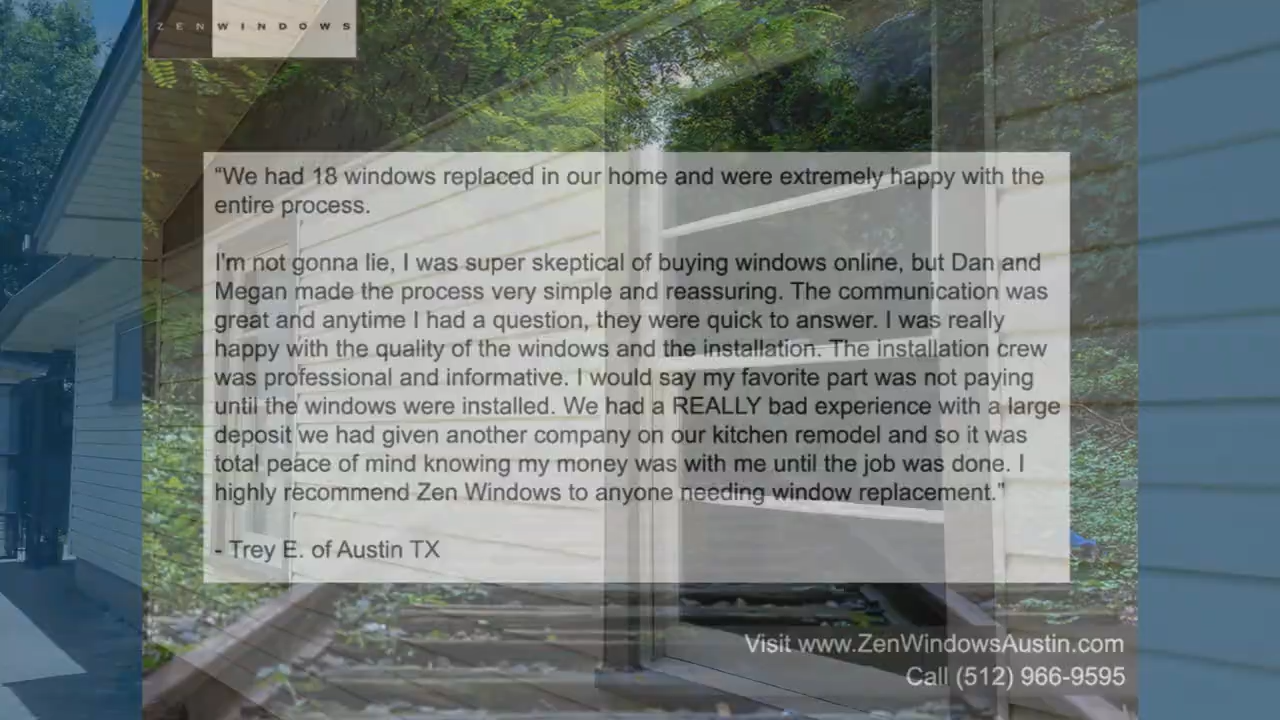 ZENWINDOWS
“We had 18 windows replaced in our home and were extremely happy with the
entire process.
I'm not gonna lie, I was super skeptical of buying windows online, but Dan and
Megan made the process very simple and reassuring. The communication was
great and anytime I had a question, they were quick to answer. I was really
happy with the quality of the windows and the installation. The installation crew
was professional and informative. I would say my favorite part was not paying
until the windows were installed. We had a REALLY bad experience with a large
deposit we had given another company on our kitchen remodel and so it was
total peace of mind knowing my money was with me until the job was done. I
highly recommend Zen Windows to anyone needing window replacement.”
- Trey E. of Austin TX
Visit www.ZenWindowsAustin.com
Call (512) 966-9595